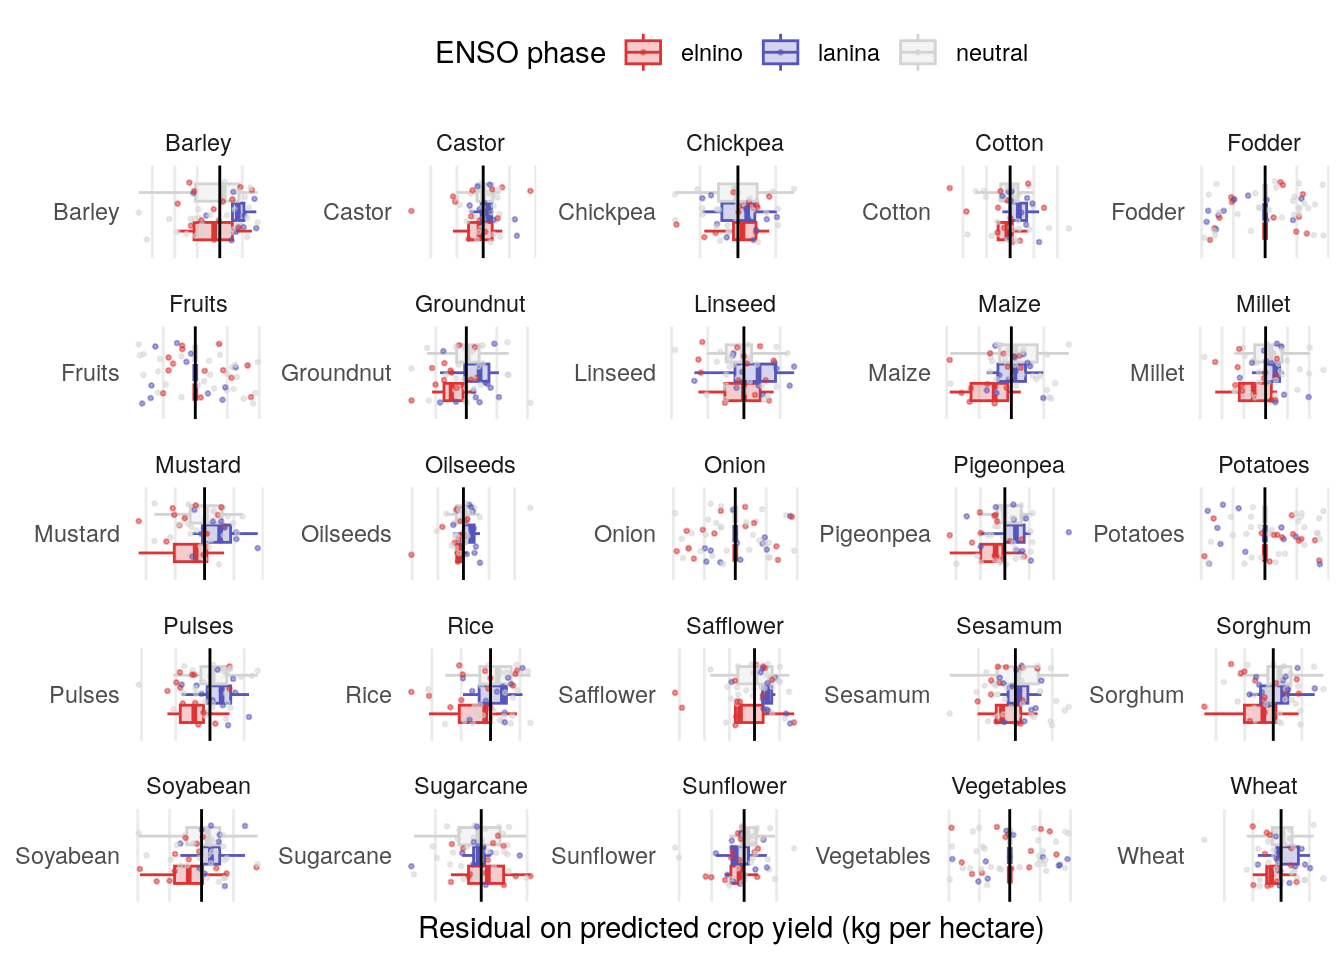 ENSO phase elnino lanina neutral
Barley Castor Chickpea Cotton Fodder
Barley Castor Chickpea Cotton Fodder
Fruits Groundnut Linseed Maize Millet
Fruits Groundnut Linseed Maize Millet
Mustard Oilseeds Onion Pigeonpea Potatoes
Mustard Oilseeds Onion Pigeonpea Potatoes
Pulses Rice Safflower Sesamum Sorghum
Pulses Rice Safflower Sesamum Sorghum
Soyabean Sugarcane Sunflower Vegetables Wheat
Soyabean Sugarcane Sunflower Vegetables Wheat
Residual on predicted crop yield (kg per hectare)